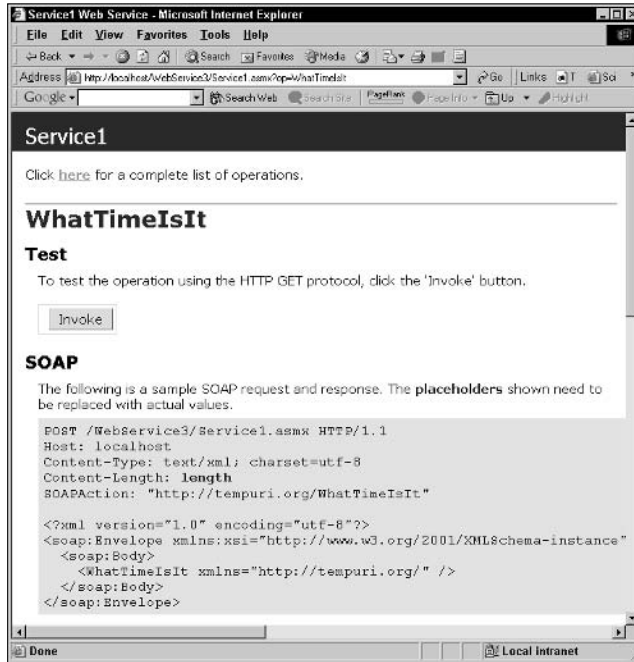 Service1 Web Service - Microsoft Internet Explorer
File Edit View Favorites Tools Help
Back Search Favorites Media
Address http://localhost/WebService3/Service1.asmx?op=WhatTimeIsIt Go Links T Sci
Google Search Web Search Site PageRank Page Info Up Highlight
Service1
Click here for a complete list of operations.
WhatTimeIsIt
Test
To test the operation using the HTTP GET protocol, click the 'Invoke' button.
Invoke
SOAP
The following is a sample SOAP request and response. The placeholders shown need to
be replaced with actual values.
POST /WebService3/Service1.asmx HTTP/1.1
Host: localhost
Content-Type: text/xml; charset=utf-8
Content-Length: length
SOAPAction: "http://tempuri.org/WhatTimeIsIt"
<?xml version="1.0" encoding="utf-8"?>
<soap:Envelope xmlns:xsi="http://www.w3.org/2001/XMLSchema-instance"
<soap:Body>
<WhatTimeIsIt xmlns="http://tempuri.org/" />
</soap:Body>
</soap:Envelope>
Done Local intranet